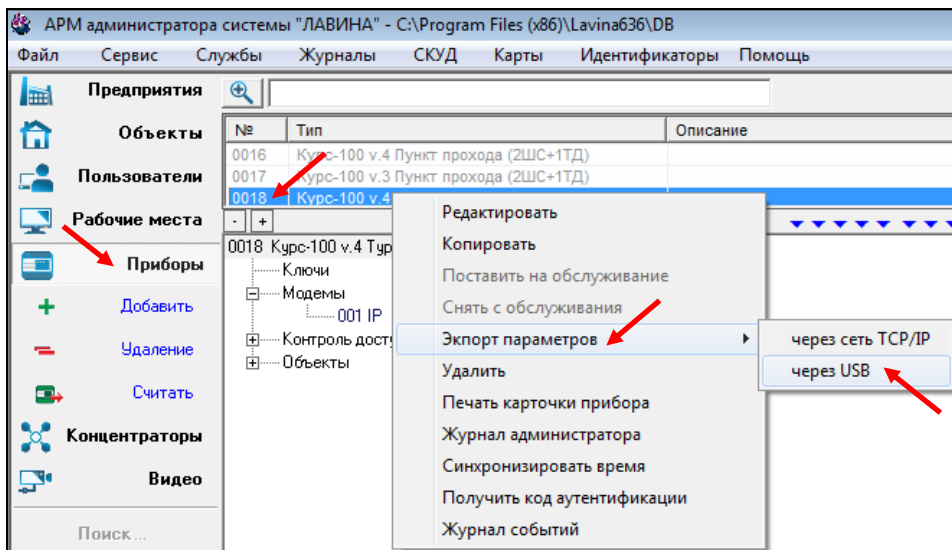 АРМ администратора системы "ЛАВИНА" - C:\Program Files (x86)\Lavina636\DB
Файл Сервис Службы Журналы СКУД Карты Идентификаторы Помощь
Предприятия
Объекты
Пользователи
Рабочие места
Приборы
Добавить
Удаление
Считать
Концентраторы
Видео
Поиск ...
№ Тип Описание
0016 Курс-100 v.4 Пункт прохода (2ШС+1ТД)
0017 Курс-100 v.3 Пункт прохода (2ШС+1ТД)
0018 Курс-100 v.4
- +
0018 Курс-100 v.4 Тур
Ключи
Модемы
001 IP
Контроль дост
Объекты
Редактировать
Копировать
Поставить на обслуживание
Снять с обслуживания
Экпорт параметров
Удалить
Печать карточки прибора
Журнал администратора
Синхронизировать время
Получить код аутентификации
Журнал событий
через сеть TCP/IP
через USB